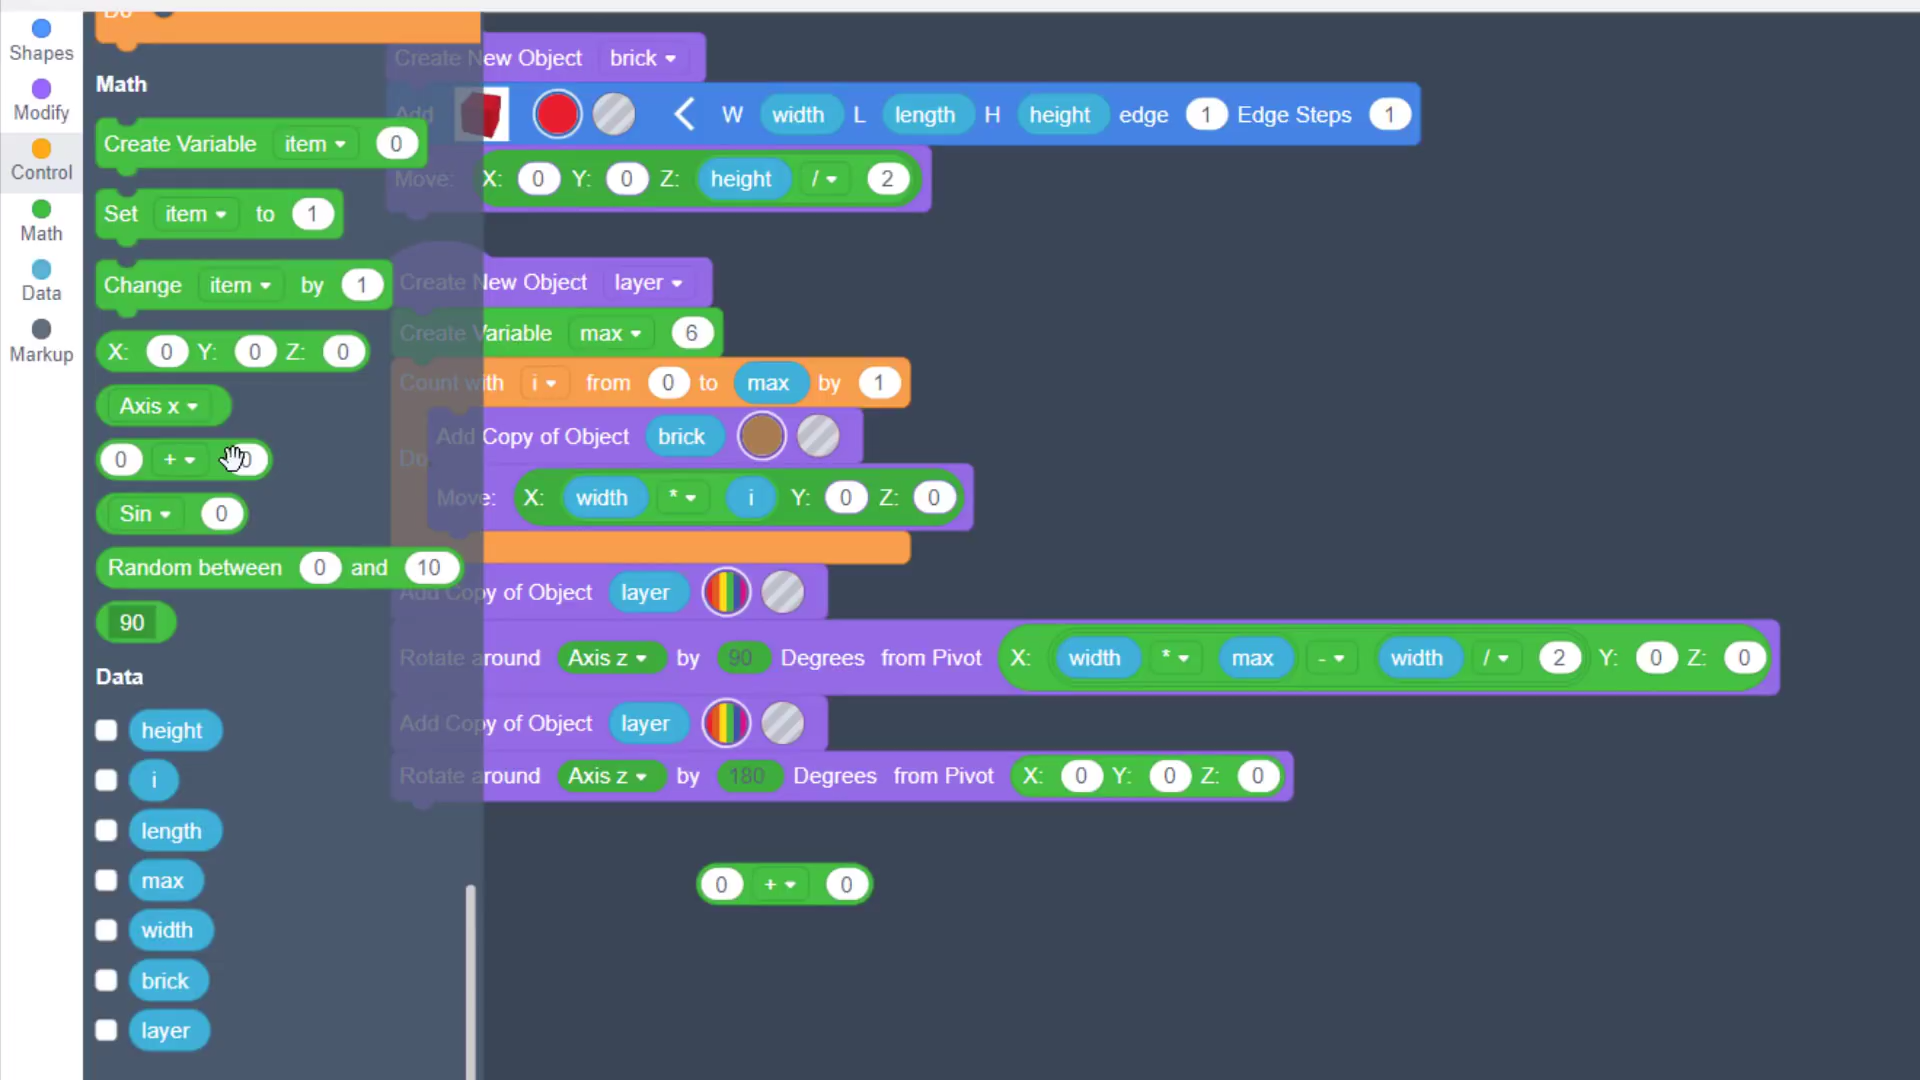 Shapes
Modify
Control
Math
Data
Markup
Do
Math
Create Variable item 0
Set item to 1
Change item by 1
X: 0 Y: 0 Z: 0
Axis x
0 + 0
Sin 0
Random between 0 and 10
90
Data
height
i
length
max
width
brick
layer
Create New Object brick
Add W width L length H height edge 1 Edge Steps 1
Move: X: 0 Y: 0 Z: height / 2
Create New Object layer
Create Variable max 6
Count with i from 0 to max by 1
Add Copy of Object brick
Do
Move: X: width * i Y: 0 Z: 0
Add Copy of Object layer
Rotate around Axis z by 90 Degrees from Pivot X: width * max - width / 2 Y: 0 Z: 0
Add Copy of Object layer
Rotate around Axis z by 180 Degrees from Pivot X: 0 Y: 0 Z: 0
0 + 0